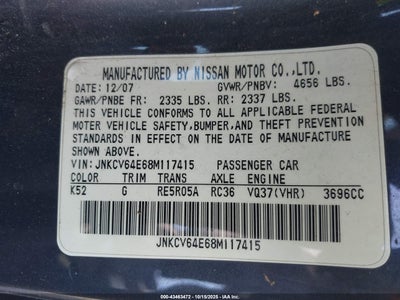 MANUFACTURED BY NISSAN MOTOR CO.,LTD.
DATE:12/07 GVWR/PNBV: 4656 LBS.
GAWR/PNBE FR: 2335 LBS. RR: 2337 LBS.
THIS VEHICLE CONFORMS TO ALL APPLICABLE FEDERAL
MOTER VEHICLE SAFETY,BUMPER,AND THEFT PREVENTION
STANDARDS IN EFFECT ON THE DATE OF MANUFACTURE
SHOWN ABOVE.
VIN:JNKCV64E68M117415 PASSENGER CAR
COLOR TRIM TRANS AXLE ENGINE
K52 G RE5R05A RC36 VQ37(VHR) 3696CC
JNKCV64E68M117415
ID: 900-43463472 - 10/15/2025 - © IAA, Inc.